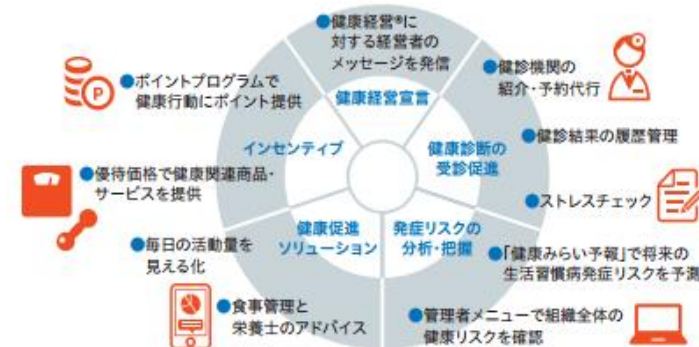 ●健康経営®に
対する経営者の
メッセージを発信
●健診機関の
紹介・予約代行
●健診結果の履歴管理
●ストレスチェック
●「健康みらい予報」で将来の
生活習慣病発症リスクを予測
●管理者メニューで組織全体の
健康リスクを確認
●食事管理と
栄養士のアドバイス
●毎日の活動量を
見える化
●優待価格で健康関連商品・
サービスを提供
●ポイントプログラムで
健康行動にポイント提供
P
健康経営宣言
健康診断の
受診促進
発症リスクの
分析・把握
健康促進
ソリューション
インセンティブ